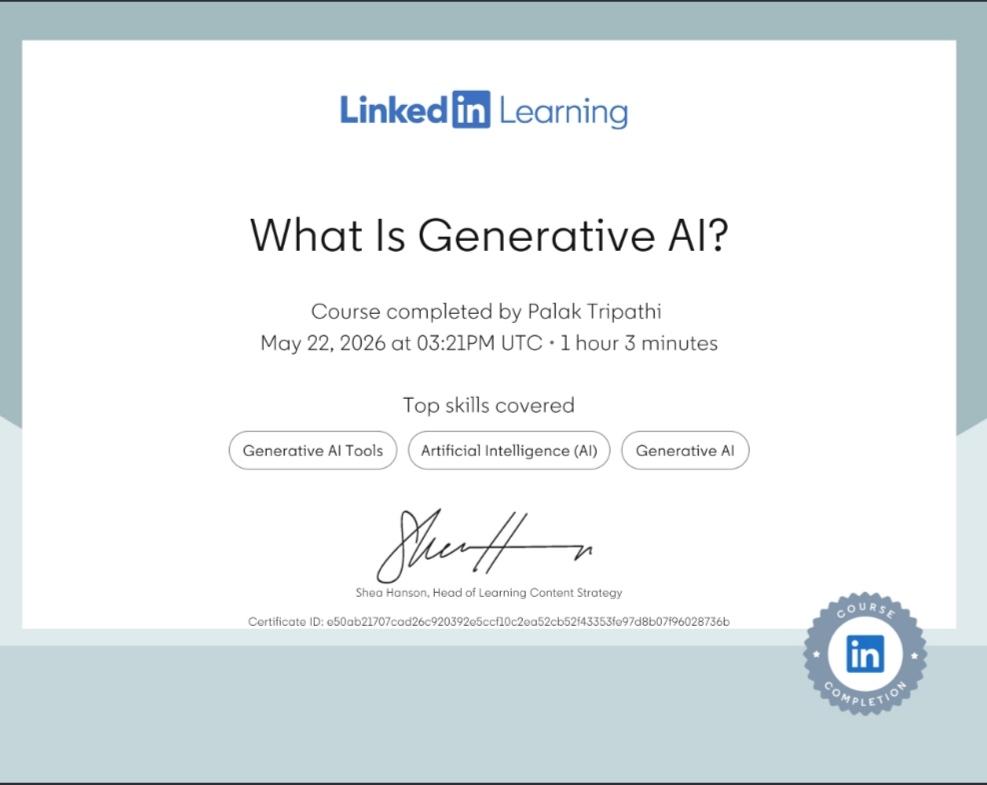 Linked in Learning
What Is Generative AI?
Course completed by Palak Tripathi
May 22, 2026 at 03:21PM UTC • 1 hour 3 minutes
Top skills covered
Generative AI Tools
Artificial Intelligence (AI)
Generative AI
Shea Hanson, Head of Learning Content Strategy
Certificate ID: e50ab21707cad26c920392e5ccf10c2ea52cb52f43353fe97d8b07f96028736b
COURSE
in
COMPLETION